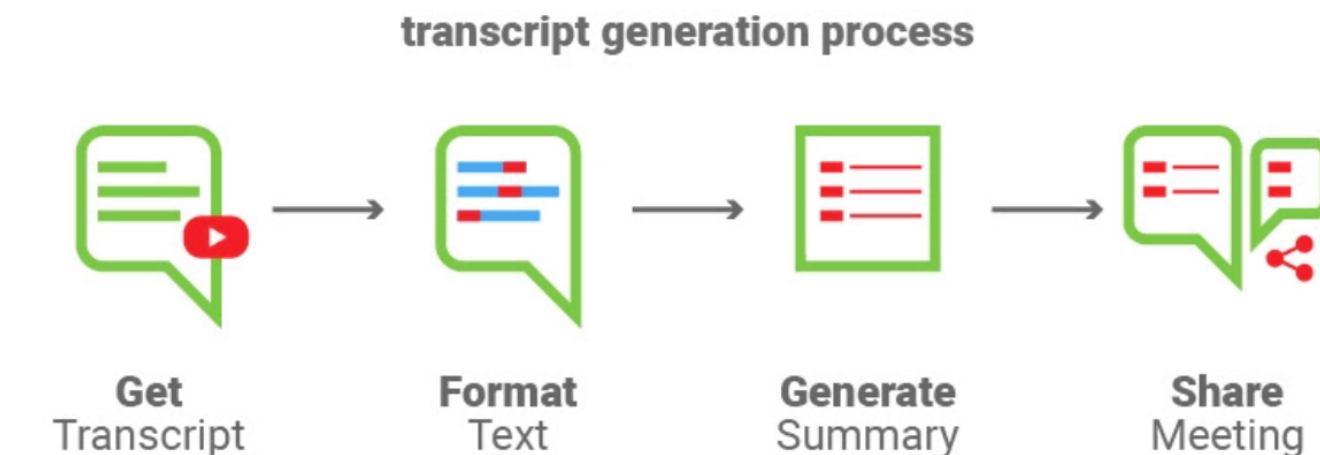 transcript generation process
Get
Transcript
Format
Text
Generate
Summary
Share
Meeting